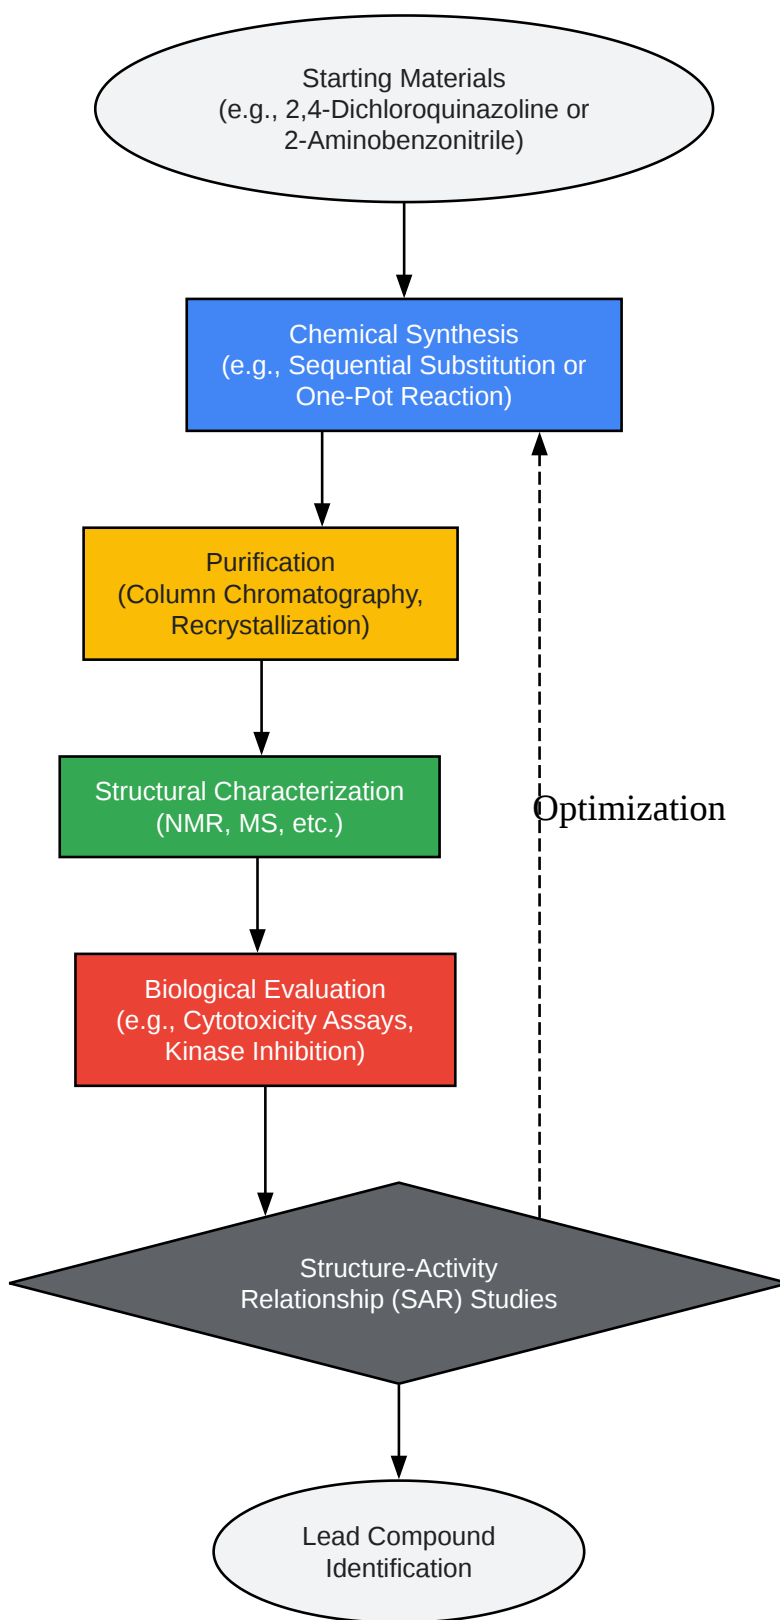 Starting Materials
(e.g., 2,4-Dichloroquinazoline or
2-Aminobenzonitrile)
Chemical Synthesis
(e.g., Sequential Substitution or
One-Pot Reaction)
Purification
(Column Chromatography,
Recrystallization)
Structural Characterization
(NMR, MS, etc.)
Optimization
Biological Evaluation
(e.g., Cytotoxicity Assays,
Kinase Inhibition)
Structure-Activity
Relationship (SAR) Studies
Lead Compound
Identification